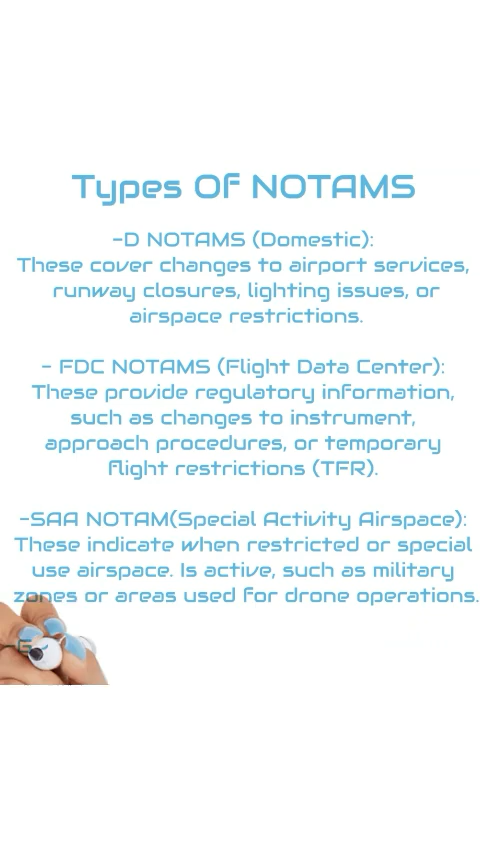 Types Of NOTAMS
-D NOTAMS (Domestic):
These cover changes to airport services,
runway closures, lighting issues, or
airspace restrictions.
- FDC NOTAMS (Flight Data Center):
These provide regulatory information,
such as changes to instrument,
approach procedures, or temporary
flight restrictions (TFR).
-SAA NOTAM(Special Activity Airspace):
These indicate when restricted or special
use airspace. Is active, such as military
zones or areas used for drone operations.